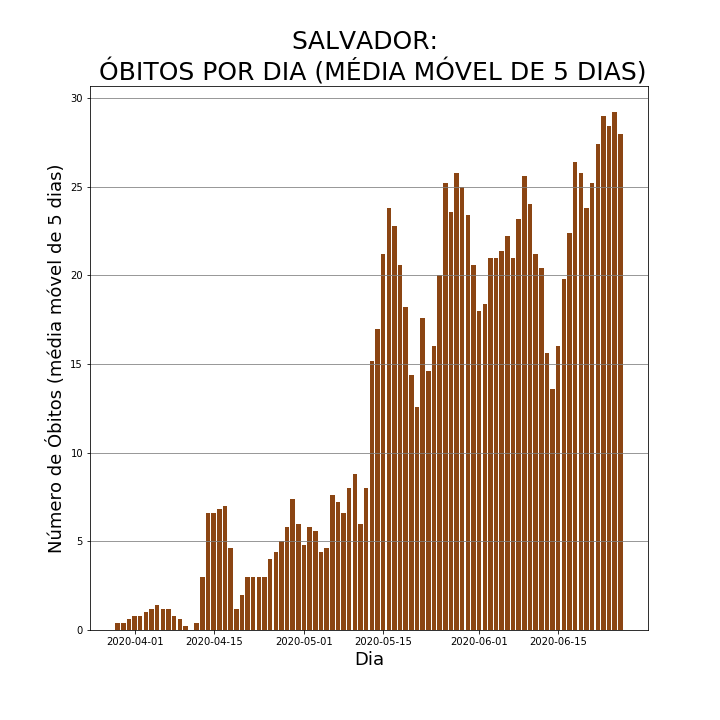 SALVADOR:
ÓBITOS POR DIA (MÉDIA MÓVEL DE 5 DIAS)
Número de Óbitos (média móvel de 5 dias)
30
25
20
15
10
5
0
2020-04-01 2020-04-15 2020-05-01 2020-05-15 2020-06-01 2020-06-15
Dia